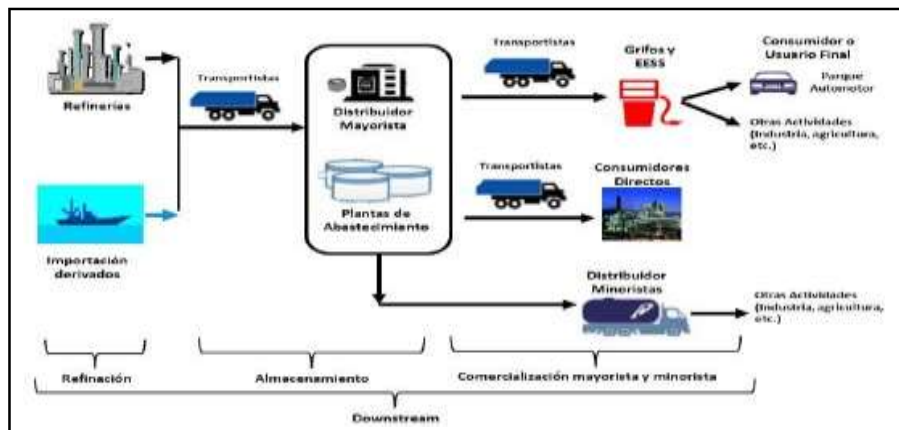 Refinerías
Importación
derivados
Transportistas
Distribuidor
Mayorista
Plantas de
Abastecimiento
Transportistas
Transportistas
Grifos y
EESS
Consumidor o
Usuario Final
Parque
Automotor
Otras Actividades
(Industria, agricultura,
etc.)
Consumidores
Directos
Distribuidor
Minoristas
Otras Actividades
(Industria, agricultura,
etc.)
Refinación
Almacenamiento
Comercialización mayorista y minorista
Downstream